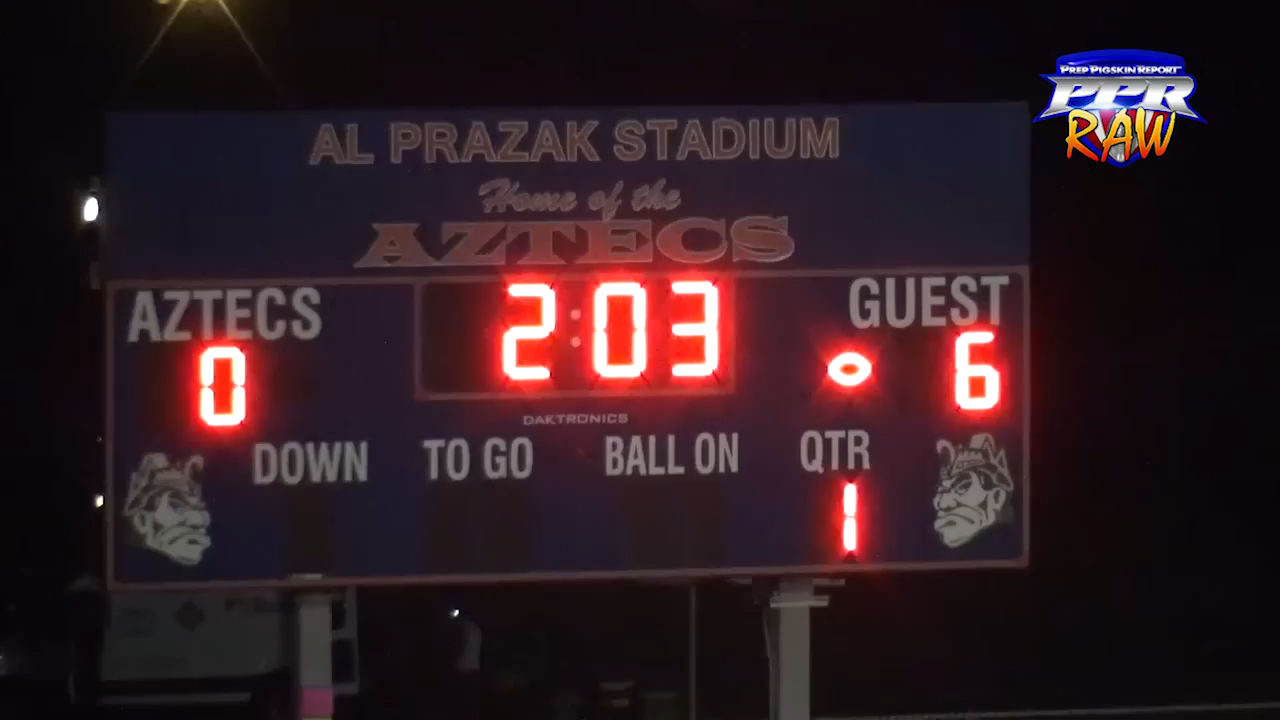 PREP PIGSKIN REPORT
PPR
RAW
AL PRAZAK STADIUM
Home of the
AZTECS
AZTECS
2:03
GUEST
0
6
DAKTRONICS
DOWN
TO GO
BALL ON
QTR
1